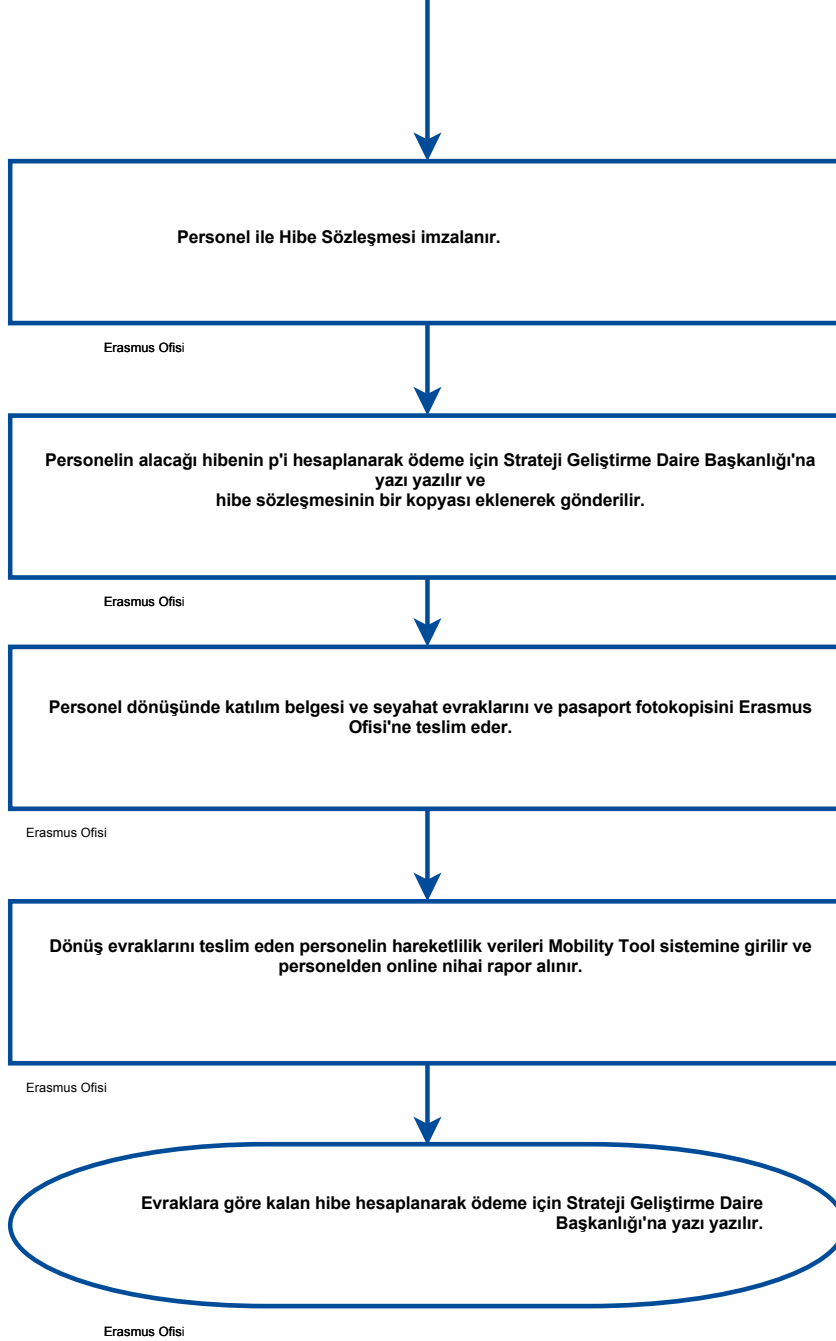 Personel ile Hibe Sözleşmesi imzalanır.
Erasmus Ofisi
Personelin alacağı hibenin p'i hesaplanarak ödeme için Strateji Geliştirme Daire Başkanlığı'na
yazı yazılır ve
hibe sözleşmesinin bir kopyası eklenerek gönderilir.
Erasmus Ofisi
Personel dönüşünde katılım belgesi ve seyahat evraklarını ve pasaport fotokopisini Erasmus
Ofisi'ne teslim eder.
Erasmus Ofisi
Dönüş evraklarını teslim eden personelin hareketlilik verileri Mobility Tool sistemine girilir ve
personelden online nihai rapor alınır.
Erasmus Ofisi
Evraklara göre kalan hibe hesaplanarak ödeme için Strateji Geliştirme Daire
Başkanlığı'na yazı yazılır.
Erasmus Ofisi